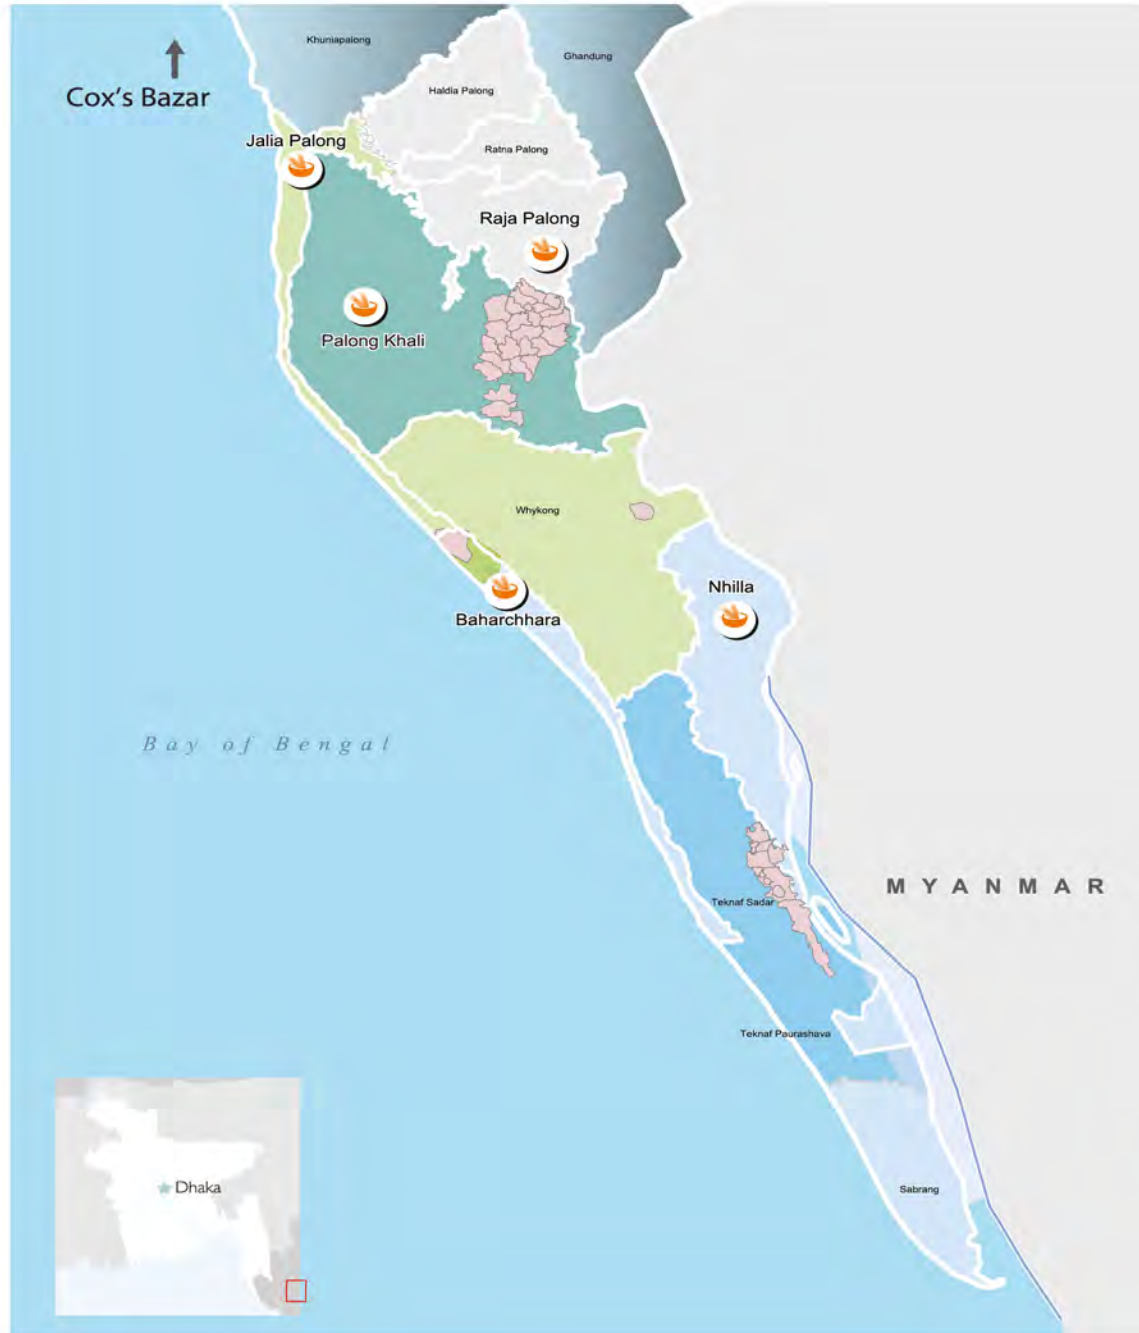 Khuniapalong
Ghandung
Cox's Bazar
Haldia Palong
Jalia Palong
Ratna Palong
Raja Palong
Palong Khali
Whykong
Nhilla
Baharchhara
Bay of Bengal
MYANMAR
Teknaf Sadar
Teknaf Paurashava
Dhaka
Sabrang